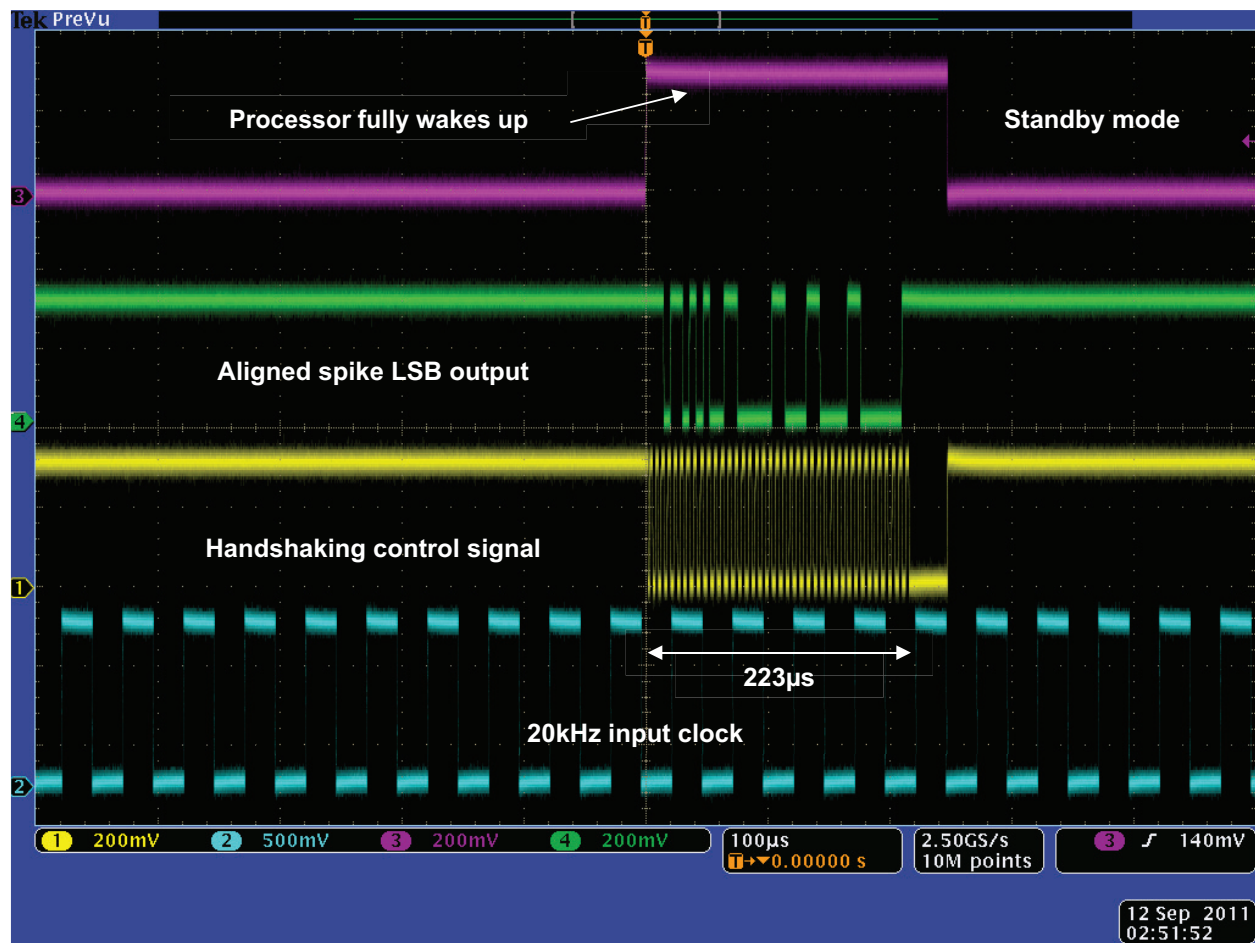 Tek PreVu
T
T
Processor fully wakes up
Standby mode
3
Aligned spike LSB output
4
Handshaking control signal
1
223µs
20kHz input clock
2
1 200mV 2 500mV 3 200mV 4 200mV
100µs
T→▼0.00000 s
2.50GS/s
10M points
3 ʃ 140mV
12 Sep 2011
02:51:52